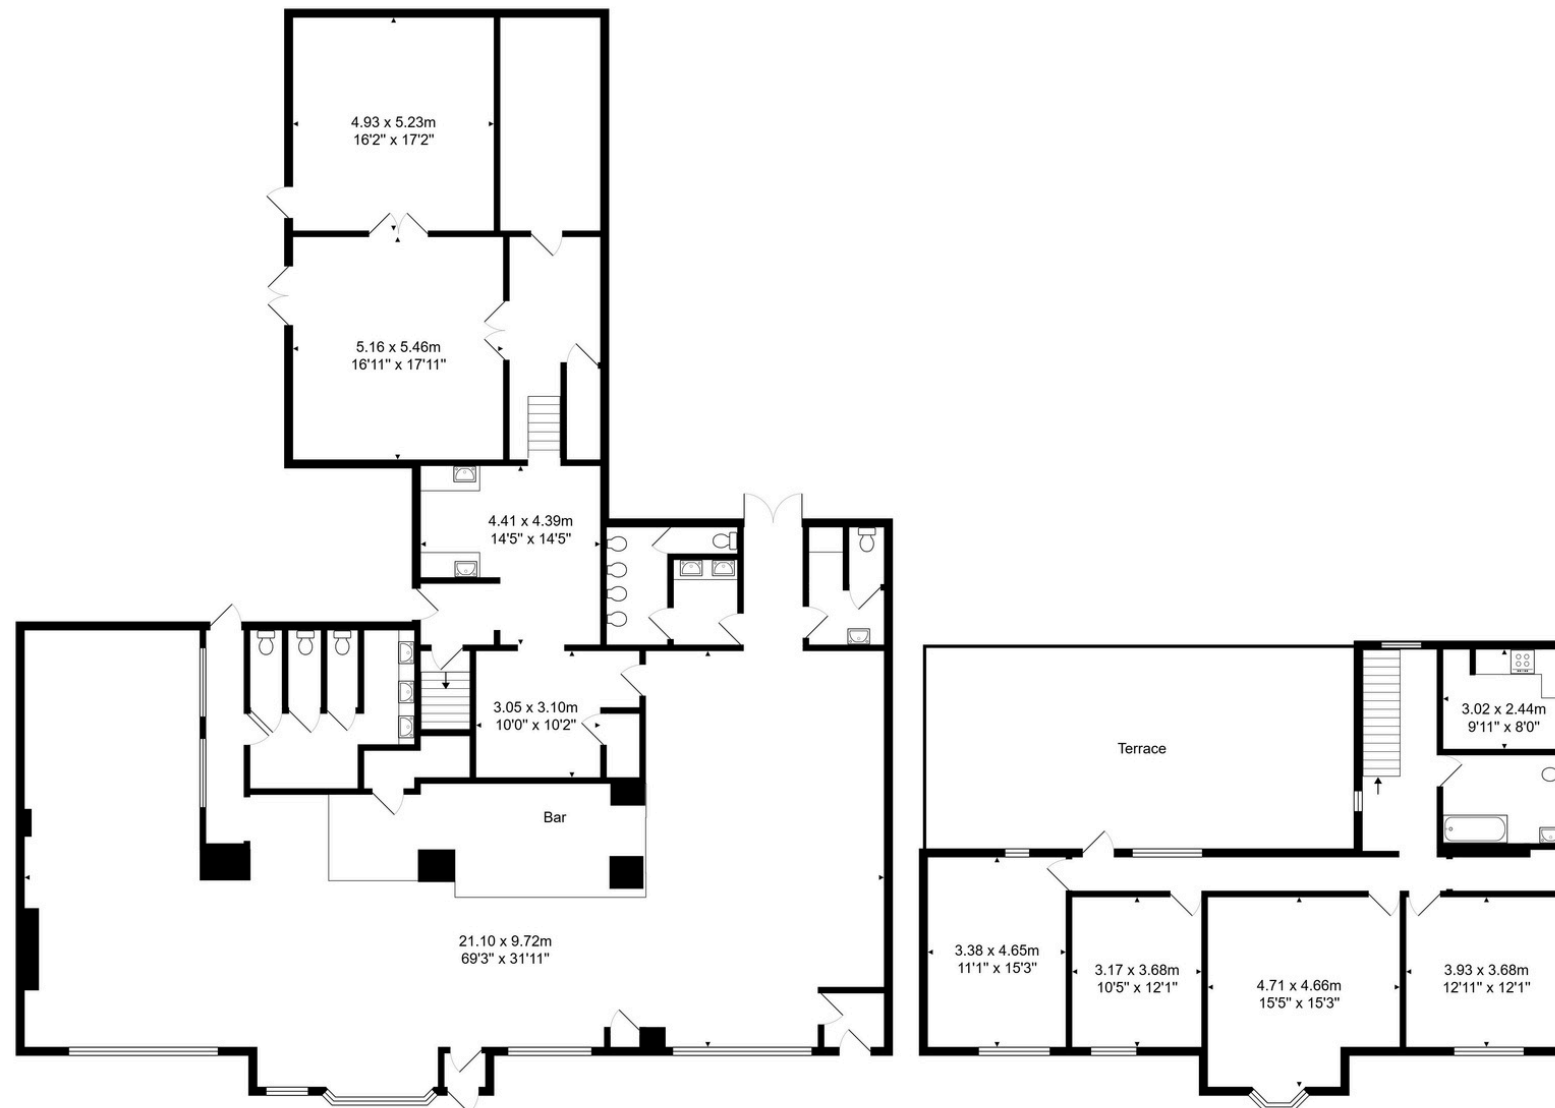 4.93 x 5.23m
16'2" x 17'2"
5.16 x 5.46m
16'11" x 17'11"
4.41 x 4.39m
14'5" x 14'5"
3.05 x 3.10m
10'0" x 10'2"
Bar
21.10 x 9.72m
69'3" x 31'11"
3.02 x 2.44m
9'11" x 8'0"
Terrace
3.38 x 4.65m
11'1" x 15'3"
3.17 x 3.68m
10'5" x 12'1"
4.71 x 4.66m
15'5" x 15'3"
3.93 x 3.68m
12'11" x 12'1"